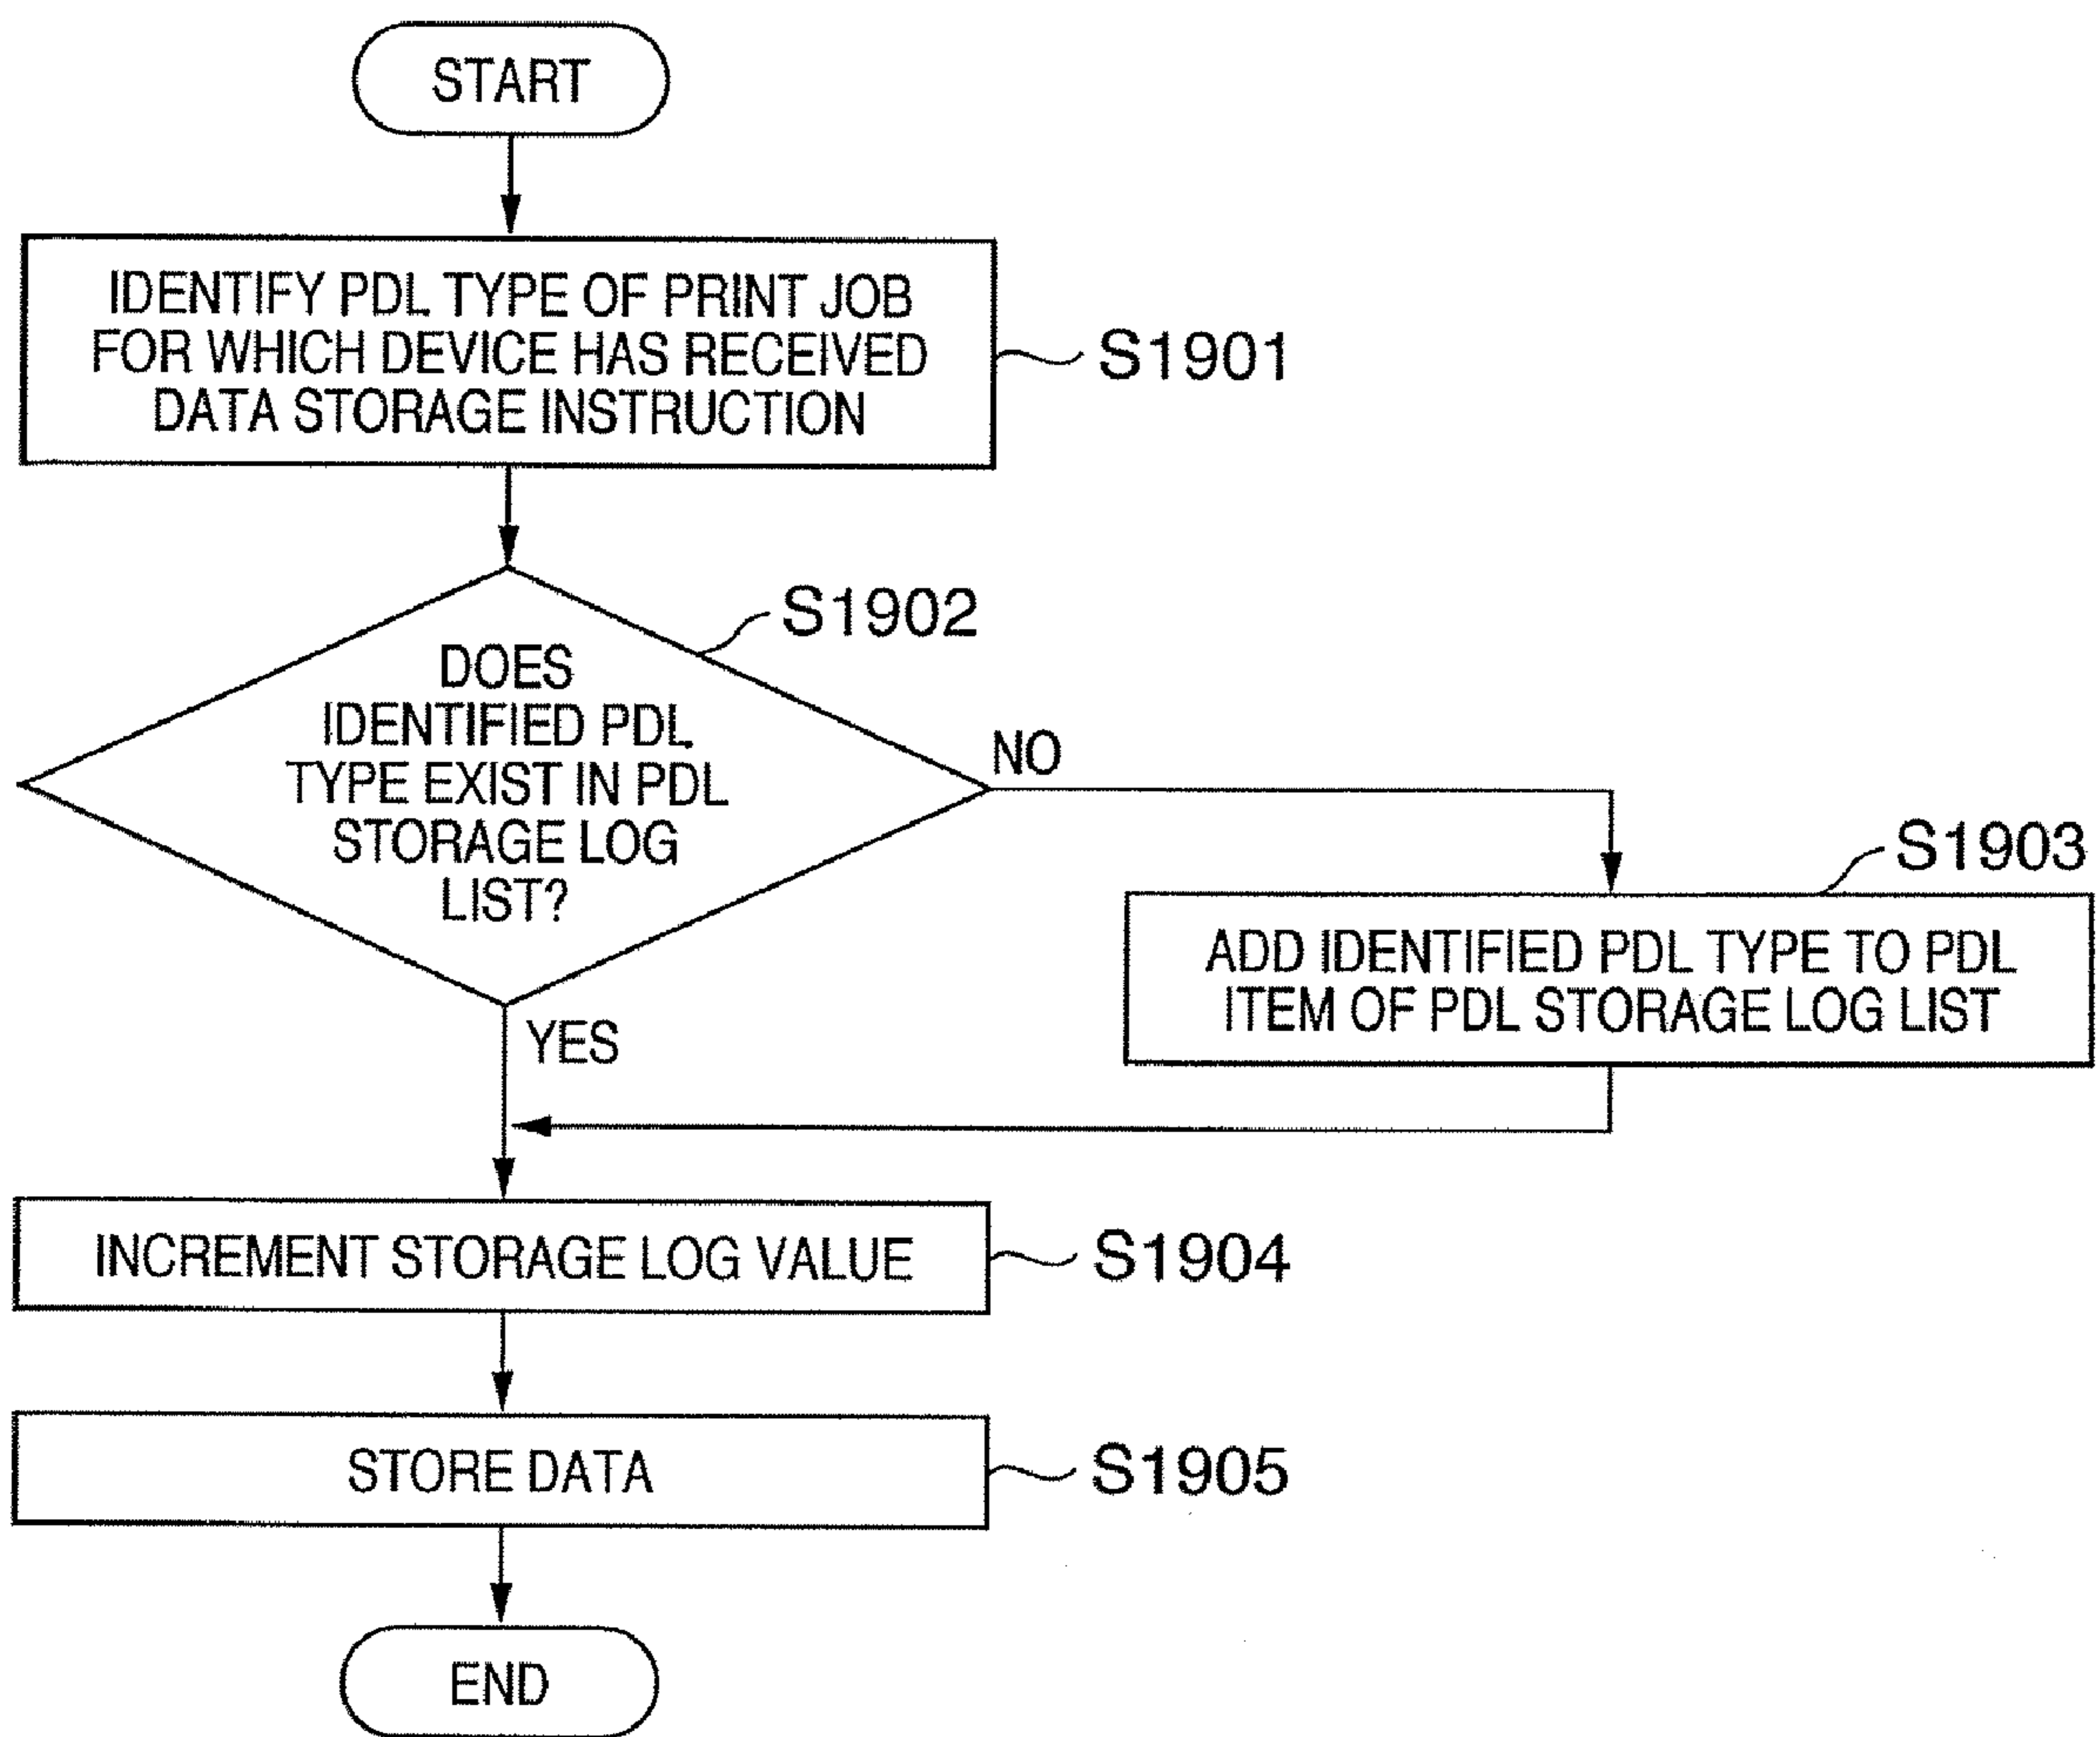 START
IDENTIFY PDL TYPE OF PRINT JOB
FOR WHICH DEVICE HAS RECEIVED
DATA STORAGE INSTRUCTION
S1901
S1902
DOES
IDENTIFIED PDL
TYPE EXIST IN PDL
STORAGE LOG
LIST?
NO
S1903
ADD IDENTIFIED PDL TYPE TO PDL
ITEM OF PDL STORAGE LOG LIST
YES
INCREMENT STORAGE LOG VALUE
S1904
STORE DATA
S1905
END